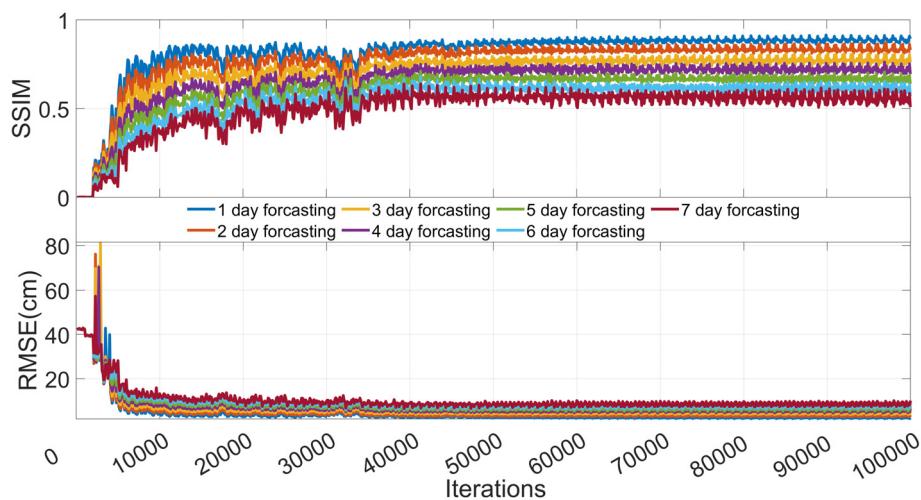 1
SSIM
0.5
0
1 day forcasting 3 day forcasting 5 day forcasting 7 day forcasting
2 day forcasting 4 day forcasting 6 day forcasting
80
60
RMSE(cm)
40
20
0 10000 20000 30000 40000 50000 60000 70000 80000 90000 100000
Iterations